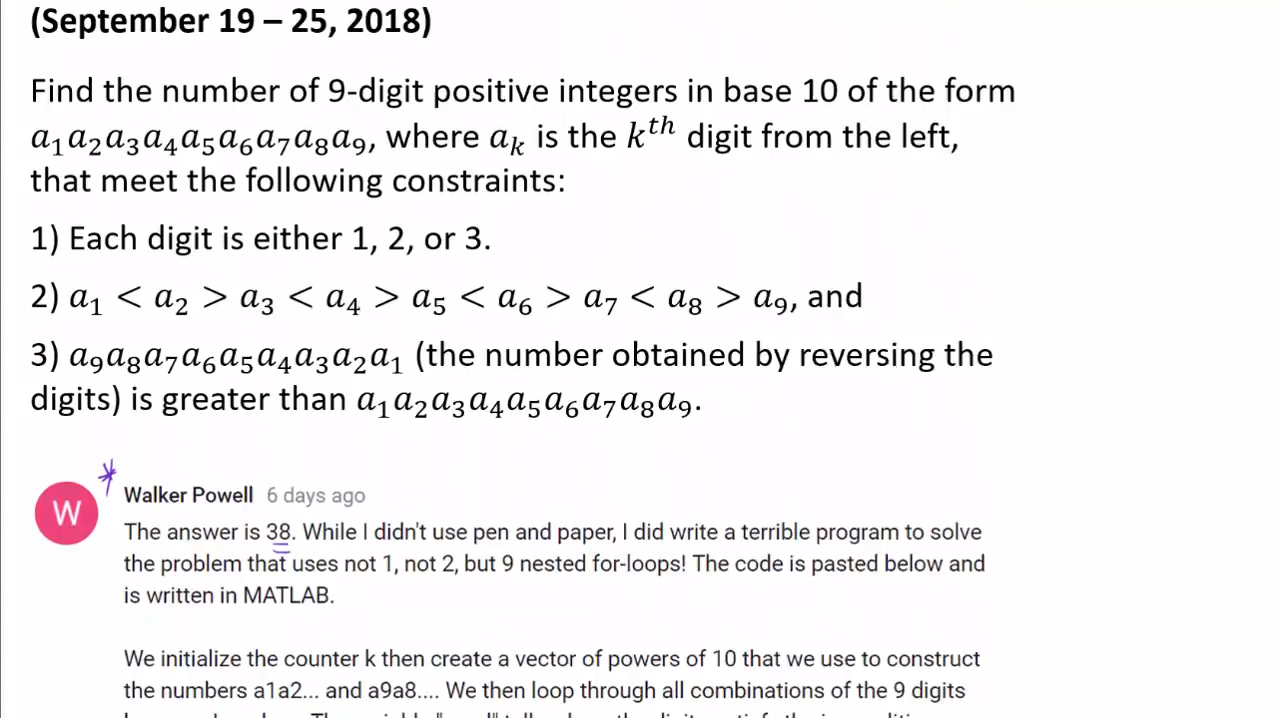 (September 19 – 25, 2018)
Find the number of 9-digit positive integers in base 10 of the form
a₁a₂a₃a₄a₅a₆a₇a₈a₉, where aₖ is the kᵗʰ digit from the left,
that meet the following constraints:
1) Each digit is either 1, 2, or 3.
2) a₁ < a₂ > a₃ < a₄ > a₅ < a₆ > a₇ < a₈ > a₉, and
3) a₉a₈a₇a₆a₅a₄a₃a₂a₁ (the number obtained by reversing the
digits) is greater than a₁a₂a₃a₄a₅a₆a₇a₈a₉.
W
Walker Powell 6 days ago
The answer is 38. While I didn't use pen and paper, I did write a terrible program to solve
the problem that uses not 1, not 2, but 9 nested for-loops! The code is pasted below and
is written in MATLAB.
We initialize the counter k then create a vector of powers of 10 that we use to construct
the numbers a1a2... and a9a8.... We then loop through all combinations of the 9 digits